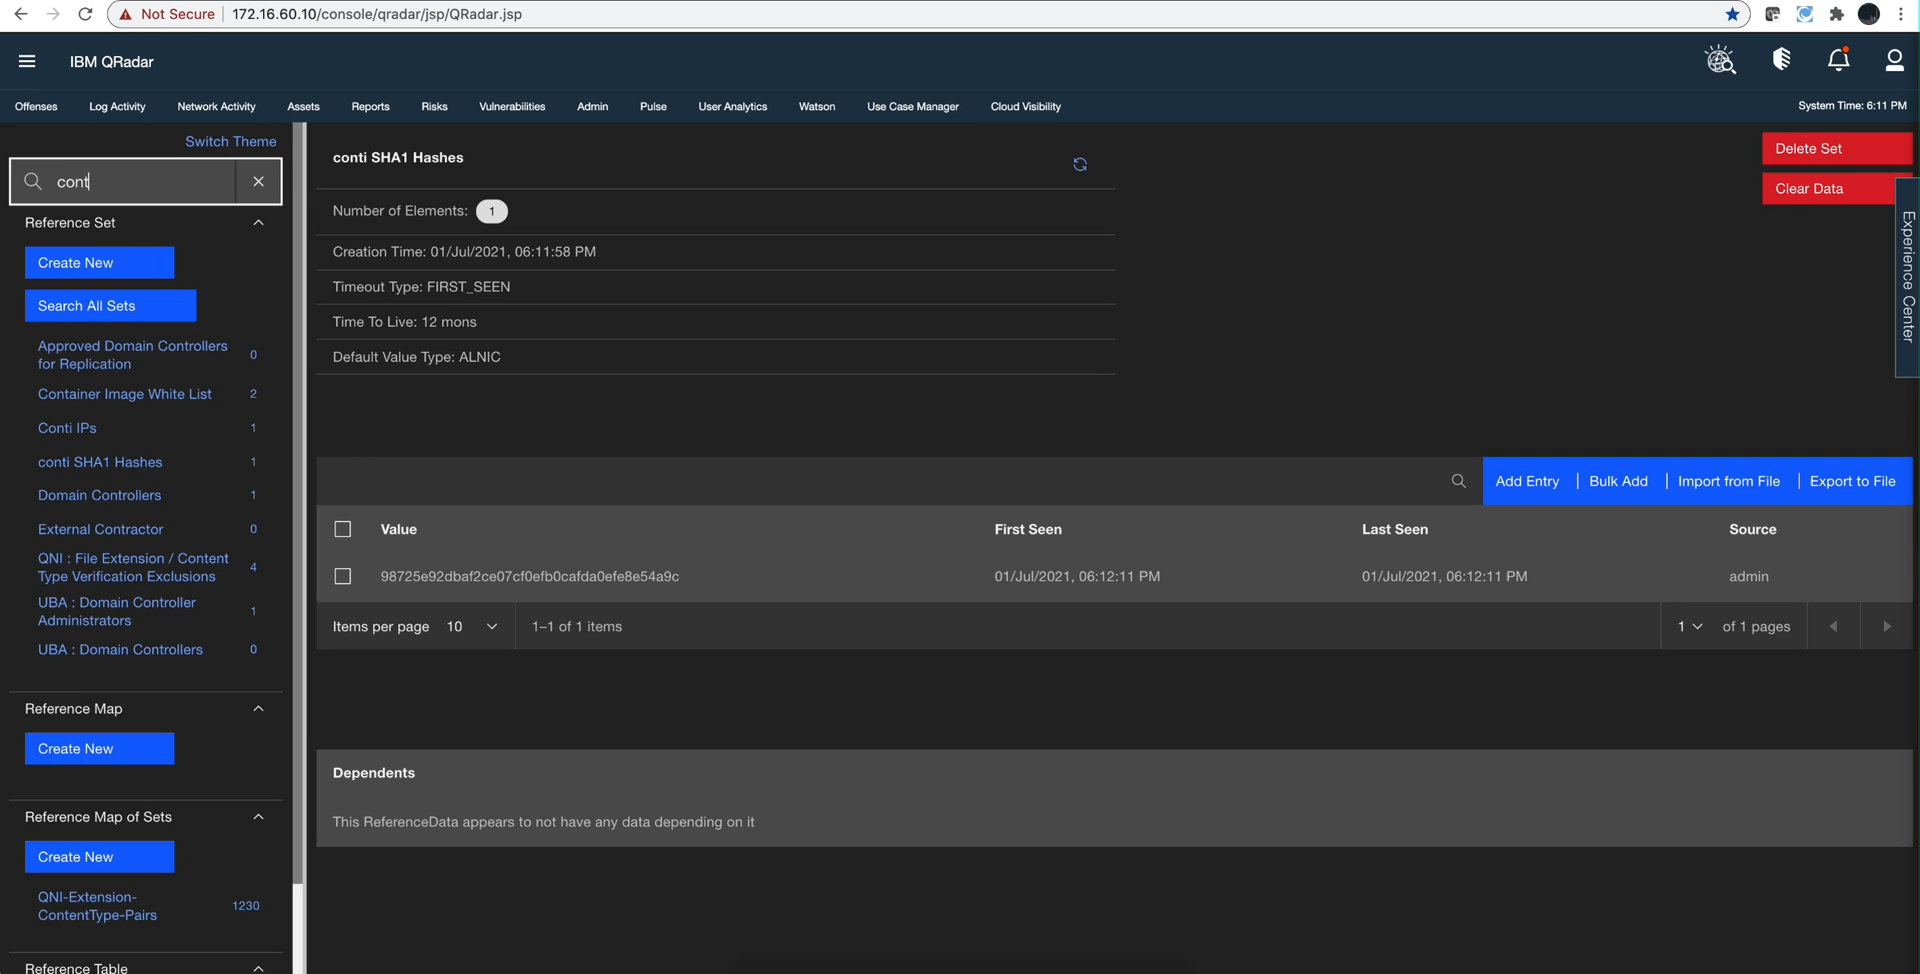 Not Secure | 172.16.60.10/console/qradar/jsp/QRadar.jsp
IBM QRadar
Offenses Log Activity Network Activity Assets Reports Risks Vulnerabilities Admin Pulse User Analytics Watson Use Case Manager Cloud Visibility System Time: 6:11 PM
Switch Theme
cont
Reference Set
Create New
Search All Sets
Approved Domain Controllers
for Replication 0
Container Image White List 2
Conti IPs 1
conti SHA1 Hashes 1
Domain Controllers 1
External Contractor 0
QNI : File Extension / Content
Type Verification Exclusions 4
UBA : Domain Controller
Administrators 1
UBA : Domain Controllers 0
Reference Map
Create New
Reference Map of Sets
Create New
QNI-Extension-
ContentType-Pairs 1230
Reference Table
conti SHA1 Hashes
Number of Elements: 1
Creation Time: 01/Jul/2021, 06:11:58 PM
Timeout Type: FIRST_SEEN
Time To Live: 12 mons
Default Value Type: ALNIC
Delete Set
Clear Data
Experience Center
Add Entry | Bulk Add | Import from File | Export to File
Value First Seen Last Seen Source
98725e92dbaf2ce07cf0efb0cafda0efe8e54a9c 01/Jul/2021, 06:12:11 PM 01/Jul/2021, 06:12:11 PM admin
Items per page 10 1–1 of 1 items 1 of 1 pages
Dependents
This ReferenceData appears to not have any data depending on it